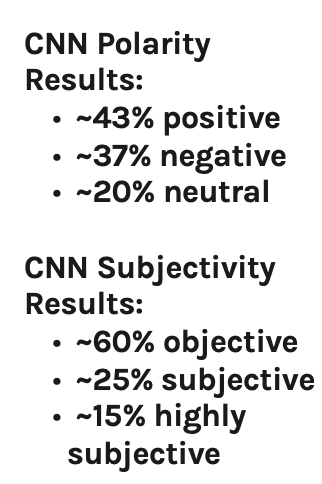 CNN Polarity
Results:
• ~43% positive
• ~37% negative
• ~20% neutral
CNN Subjectivity
Results:
• ~60% objective
• ~25% subjective
• ~15% highly
subjective